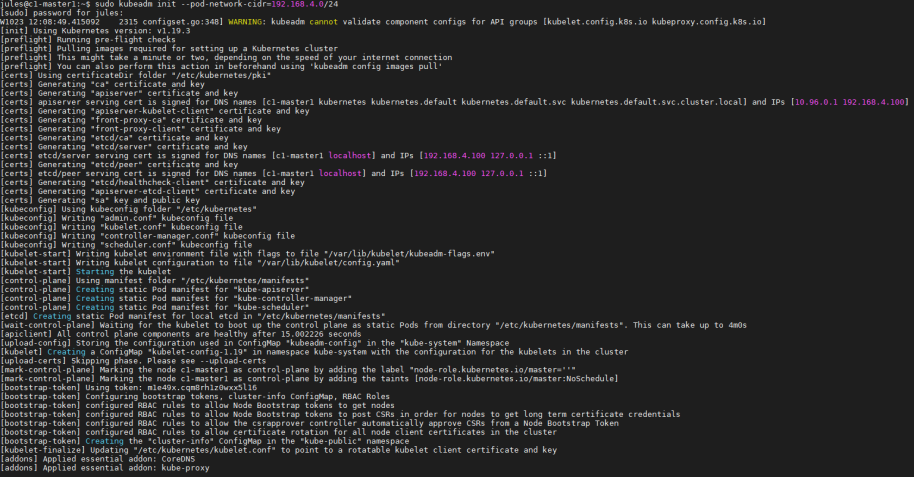 jules@c1-master1:~$ sudo kubeadm init --pod-network-cidr=192.168.4.0/24
[sudo] password for jules:
W1023 12:08:49.415092    2315 configset.go:348] WARNING: kubeadm cannot validate component configs for API groups [kubelet.config.k8s.io kubeproxy.config.k8s.io]
[init] Using Kubernetes version: v1.19.3
[preflight] Running pre-flight checks
[preflight] Pulling images required for setting up a Kubernetes cluster
[preflight] This might take a minute or two, depending on the speed of your internet connection
[preflight] You can also perform this action in beforehand using 'kubeadm config images pull'
[certs] Using certificateDir folder "/etc/kubernetes/pki"
[certs] Generating "ca" certificate and key
[certs] Generating "apiserver" certificate and key
[certs] apiserver serving cert is signed for DNS names [c1-master1 kubernetes kubernetes.default kubernetes.default.svc kubernetes.default.svc.cluster.local] and IPs [10.96.0.1 192.168.4.100]
[certs] Generating "apiserver-kubelet-client" certificate and key
[certs] Generating "front-proxy-ca" certificate and key
[certs] Generating "front-proxy-client" certificate and key
[certs] Generating "etcd/ca" certificate and key
[certs] Generating "etcd/server" certificate and key
[certs] etcd/server serving cert is signed for DNS names [c1-master1 localhost] and IPs [192.168.4.100 127.0.0.1 ::1]
[certs] Generating "etcd/peer" certificate and key
[certs] etcd/peer serving cert is signed for DNS names [c1-master1 localhost] and IPs [192.168.4.100 127.0.0.1 ::1]
[certs] Generating "etcd/healthcheck-client" certificate and key
[certs] Generating "apiserver-etcd-client" certificate and key
[certs] Generating "sa" key and public key
[kubeconfig] Using kubeconfig folder "/etc/kubernetes"
[kubeconfig] Writing "admin.conf" kubeconfig file
[kubeconfig] Writing "kubelet.conf" kubeconfig file
[kubeconfig] Writing "controller-manager.conf" kubeconfig file
[kubeconfig] Writing "scheduler.conf" kubeconfig file
[kubelet-start] Writing kubelet environment file with flags to file "/var/lib/kubelet/kubeadm-flags.env"
[kubelet-start] Writing kubelet configuration to file "/var/lib/kubelet/config.yaml"
[kubelet-start] Starting the kubelet
[control-plane] Using manifest folder "/etc/kubernetes/manifests"
[control-plane] Creating static Pod manifest for "kube-apiserver"
[control-plane] Creating static Pod manifest for "kube-controller-manager"
[control-plane] Creating static Pod manifest for "kube-scheduler"
[etcd] Creating static Pod manifest for local etcd in "/etc/kubernetes/manifests"
[wait-control-plane] Waiting for the kubelet to boot up the control plane as static Pods from directory "/etc/kubernetes/manifests". This can take up to 4m0s
[apiclient] All control plane components are healthy after 15.002226 seconds
[upload-config] Storing the configuration used in ConfigMap "kubeadm-config" in the "kube-system" Namespace
[kubelet] Creating a ConfigMap "kubelet-config-1.19" in namespace kube-system with the configuration for the kubelets in the cluster
[upload-certs] Skipping phase. Please see --upload-certs
[mark-control-plane] Marking the node c1-master1 as control-plane by adding the label "node-role.kubernetes.io/master=''"
[mark-control-plane] Marking the node c1-master1 as control-plane by adding the taints [node-role.kubernetes.io/master:NoSchedule]
[bootstrap-token] Using token: m1e49x.cqm8rh1z0wxx5l16
[bootstrap-token] Configuring bootstrap tokens, cluster-info ConfigMap, RBAC Roles
[bootstrap-token] configured RBAC rules to allow Node Bootstrap tokens to get nodes
[bootstrap-token] configured RBAC rules to allow Node Bootstrap tokens to post CSRs in order for nodes to get long term certificate credentials
[bootstrap-token] configured RBAC rules to allow the csrapprover controller automatically approve CSRs from a Node Bootstrap Token
[bootstrap-token] configured RBAC rules to allow certificate rotation for all node client certificates in the cluster
[bootstrap-token] Creating the "cluster-info" ConfigMap in the "kube-public" namespace
[kubelet-finalize] Updating "/etc/kubernetes/kubelet.conf" to point to a rotatable kubelet client certificate and key
[addons] Applied essential addon: CoreDNS
[addons] Applied essential addon: kube-proxy